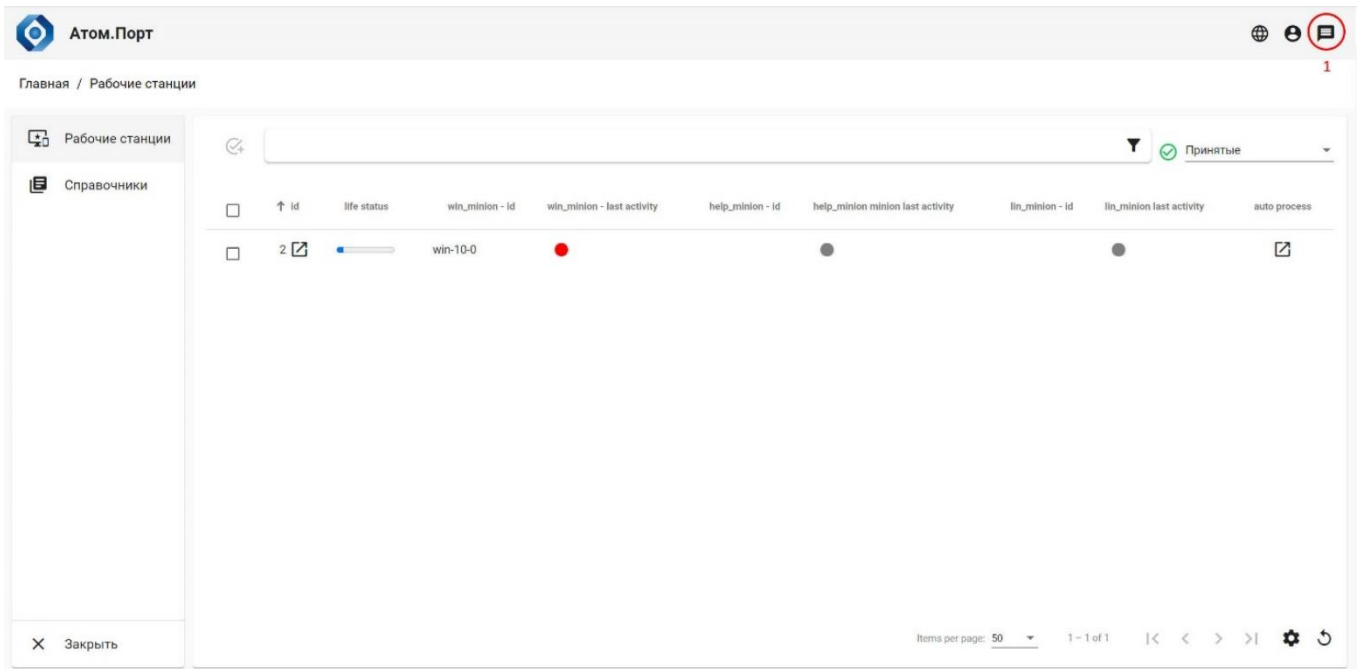 Атом.Порт
1
Главная / Рабочие станции
Рабочие станции
Справочники
Принятые
id life status win_minion - id win_minion - last activity help_minion - id help_minion minion last activity lin_minion - id lin_minion last activity auto process
2 win-10-0
Закрыть
Items per page: 50 1 – 1 of 1